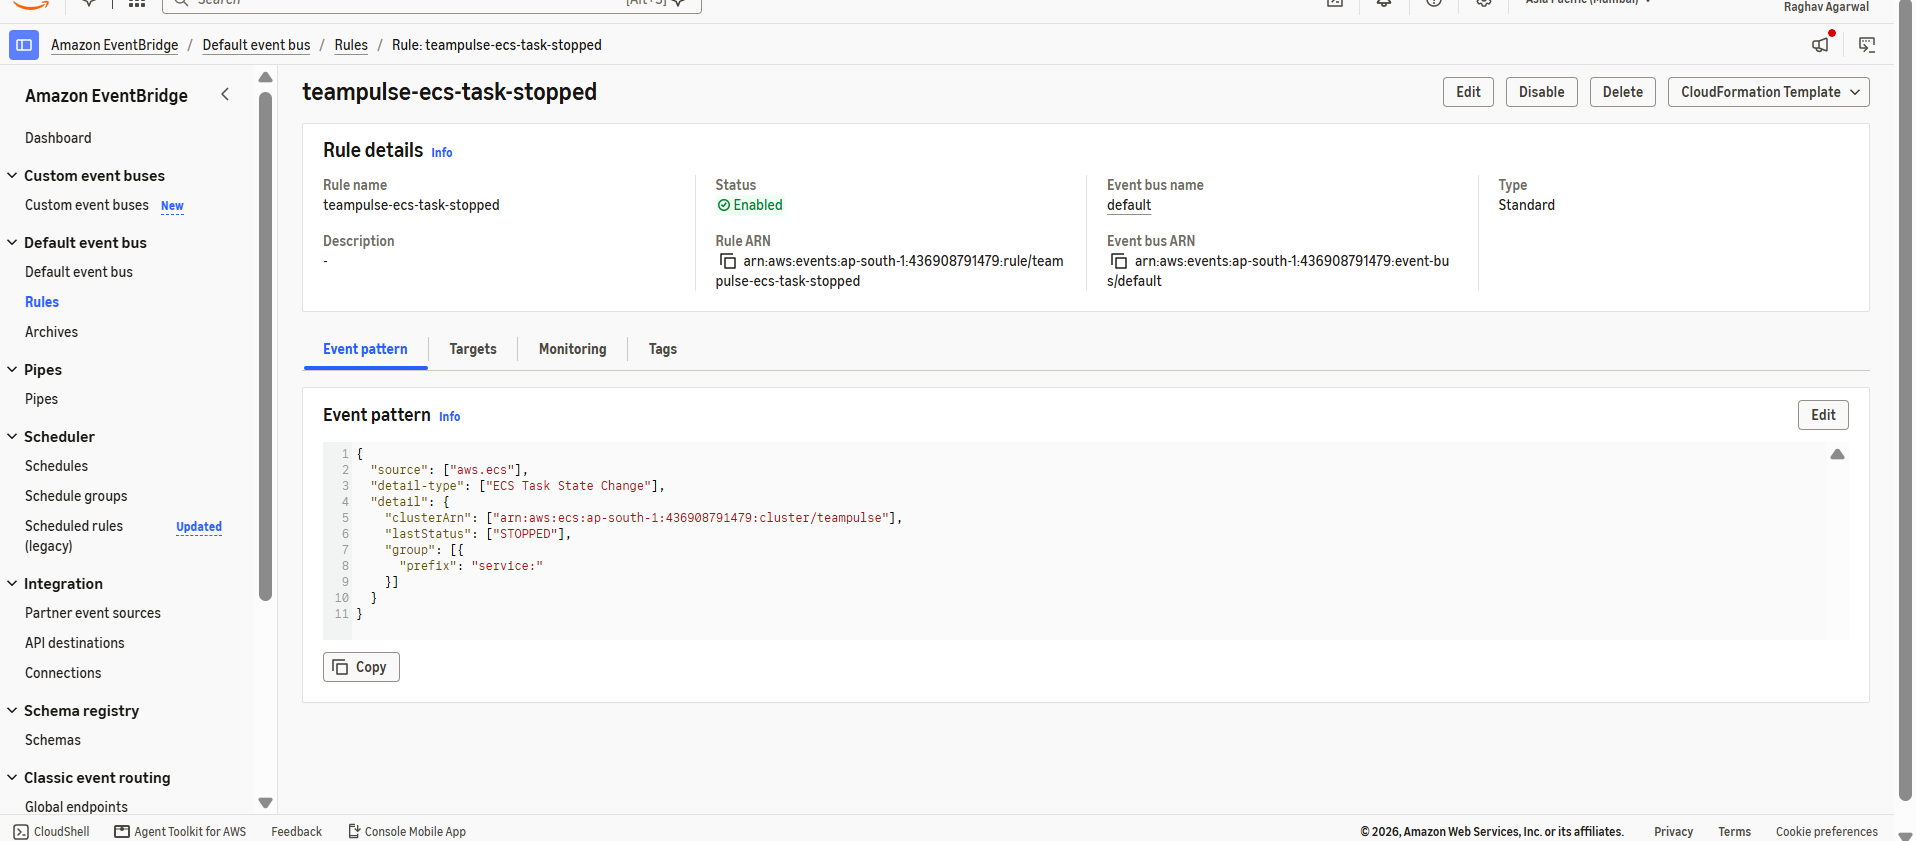 Search
[Alt+S]
Asia Pacific (Mumbai)
Raghav Agarwal
Amazon EventBridge / Default event bus / Rules / Rule: teampulse-ecs-task-stopped
Amazon EventBridge
Dashboard
Custom event buses
Custom event buses New
Default event bus
Default event bus
Rules
Archives
Pipes
Pipes
Scheduler
Schedules
Schedule groups
Scheduled rules Updated
(legacy)
Integration
Partner event sources
API destinations
Connections
Schema registry
Schemas
Classic event routing
Global endpoints
teampulse-ecs-task-stopped
Edit
Disable
Delete
CloudFormation Template
Rule details Info
Rule name
teampulse-ecs-task-stopped
Description
-
Status
Enabled
Rule ARN
arn:aws:events:ap-south-1:436908791479:rule/team
pulse-ecs-task-stopped
Event bus name
default
Event bus ARN
arn:aws:events:ap-south-1:436908791479:event-bu
s/default
Type
Standard
Event pattern
Targets
Monitoring
Tags
Event pattern Info
Edit
1 {
2 "source": ["aws.ecs"],
3 "detail-type": ["ECS Task State Change"],
4 "detail": {
5 "clusterArn": ["arn:aws:ecs:ap-south-1:436908791479:cluster/teampulse"],
6 "lastStatus": ["STOPPED"],
7 "group": [{
8 "prefix": "service:"
9 }]
10 }
11 }
Copy
CloudShell
Agent Toolkit for AWS
Feedback
Console Mobile App
© 2026, Amazon Web Services, Inc. or its affiliates.
Privacy
Terms
Cookie preferences